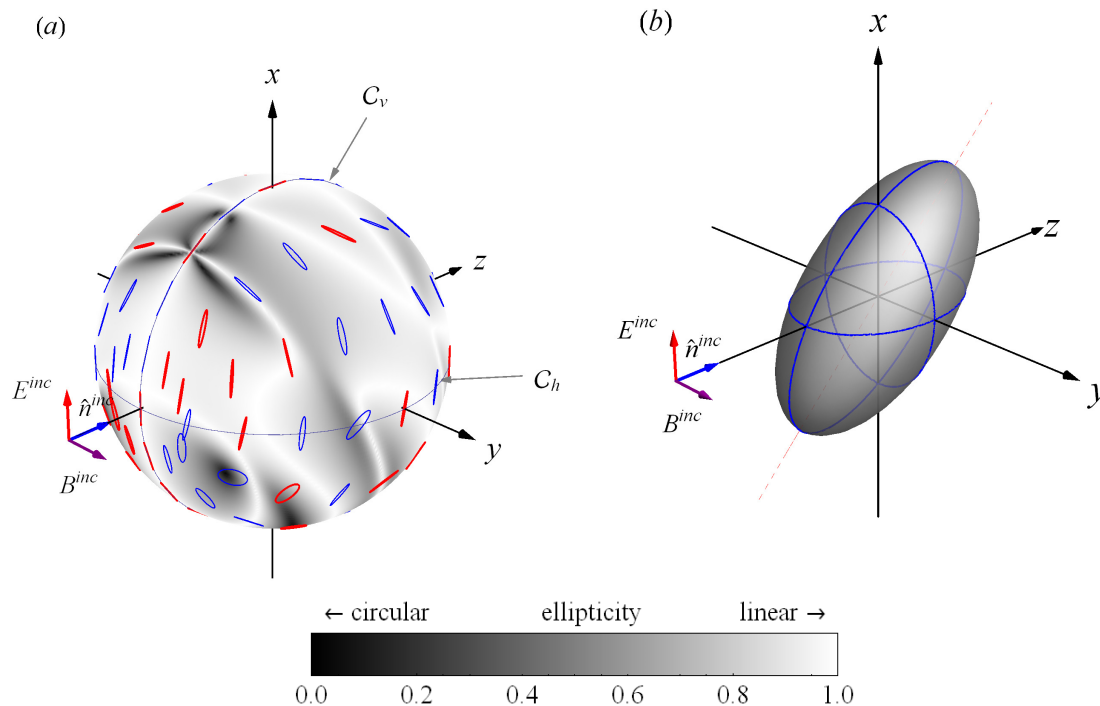 (a)
x
C_v
z
E^inc
n̂^inc
B^inc
C_h
y
(b)
x
z
E^inc
n̂^inc
B^inc
y
← circular ellipticity linear →
0.0 0.2 0.4 0.6 0.8 1.0